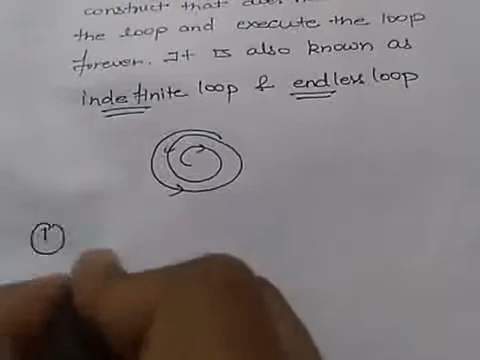 construct that does
the loop and execute the loop
forever. It is also known as
indefinite loop & endless loop
1